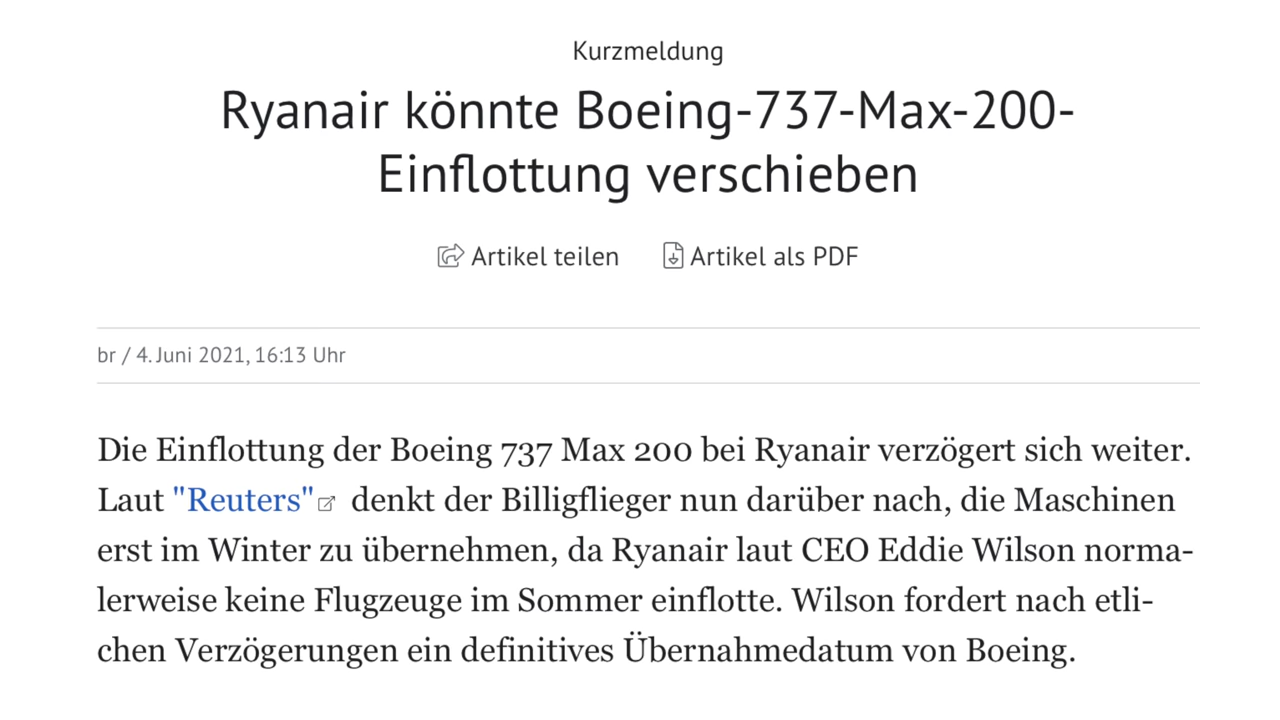 Kurzmeldung
Ryanair könnte Boeing-737-Max-200-
Einflottung verschieben
Artikel teilen Artikel als PDF
br / 4. Juni 2021, 16:13 Uhr
Die Einflottung der Boeing 737 Max 200 bei Ryanair verzögert sich weiter.
Laut "Reuters" denkt der Billigflieger nun darüber nach, die Maschinen
erst im Winter zu übernehmen, da Ryanair laut CEO Eddie Wilson norma-
lerweise keine Flugzeuge im Sommer einflotte. Wilson fordert nach etli-
chen Verzögerungen ein definitives Übernahmedatum von Boeing.